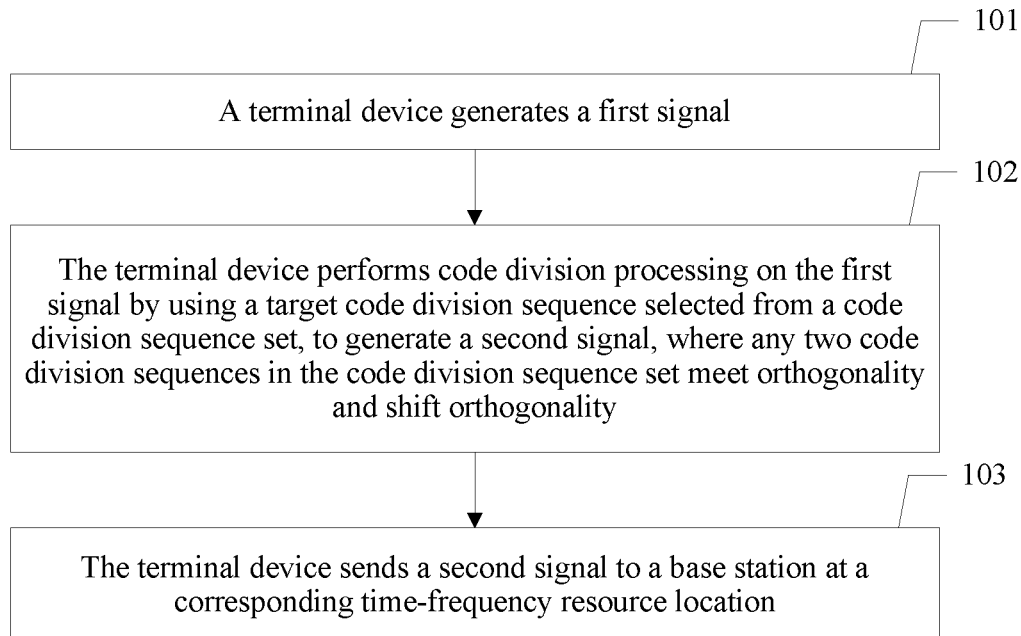 101
A terminal device generates a first signal
102
The terminal device performs code division processing on the first
signal by using a target code division sequence selected from a code
division sequence set, to generate a second signal, where any two code
division sequences in the code division sequence set meet orthogonality
and shift orthogonality
103
The terminal device sends a second signal to a base station at a
corresponding time-frequency resource location